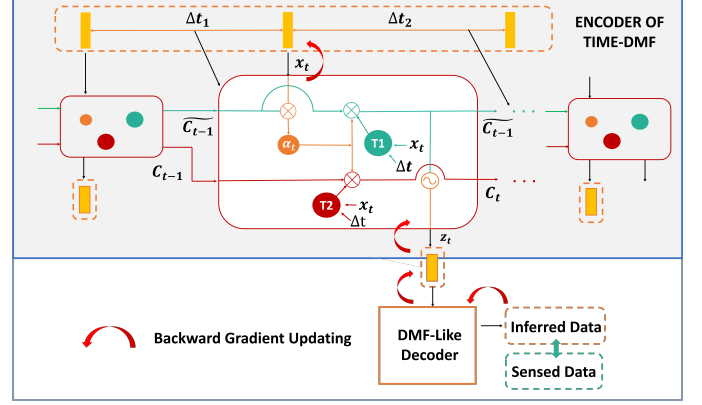 Δt₁
Δt₂
ENCODER OF
TIME-DMF
xₜ
C̃ₜ₋₁
αₜ
T1
xₜ
Δt
C̃ₜ₋₁
Cₜ₋₁
T2
xₜ
Δt
Cₜ
zₜ
Backward Gradient Updating
DMF-Like
Decoder
Inferred Data
Sensed Data